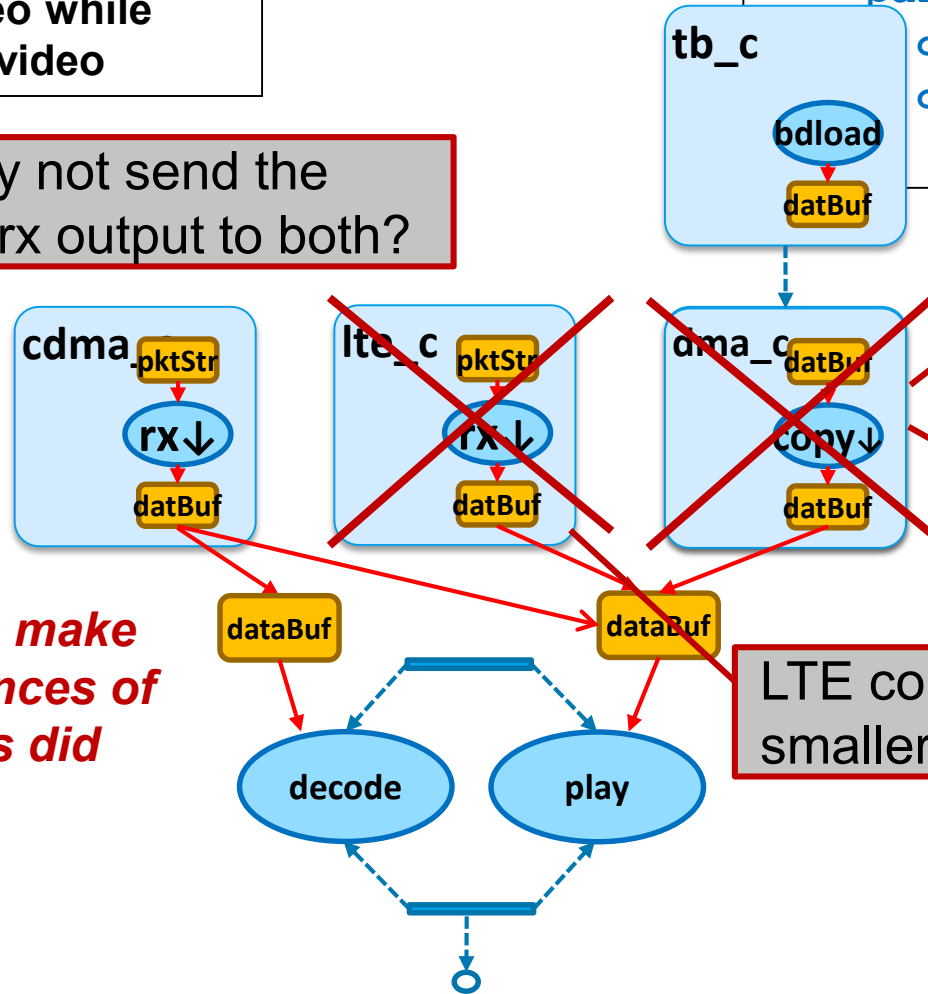 eo while
video
tb_c
bdload
datBuf
y not send the
rx output to both?
cdma_
pktStr
rx↓
datBuf
lte_c
pktStr
rx↓
datBuf
dma_c
datBuf
copy↓
datBuf
make
nces of
s did
dataBuf
dataBuf
LTE co
smaller
decode
play